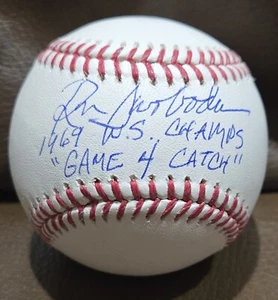 Ron Swoboda
1969 W.S. CHAMPS
"GAME 4 CATCH"